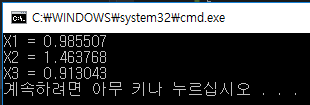 C:₩WINDOWS₩system32₩cmd.exe
X1 = 0.985507
X2 = 1.463768
X3 = 0.913043
계속하려면 아무 키나 누르십시오 . . .